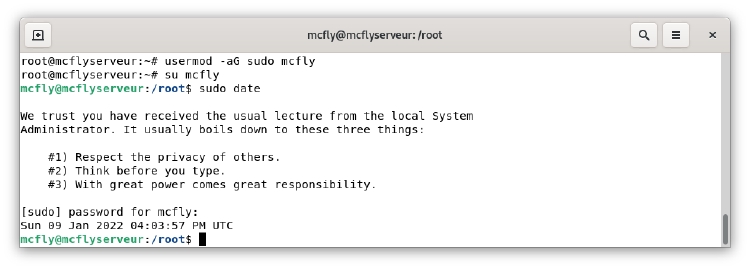 mcfly@mcflyserveur: /root
root@mcflyserveur:~# usermod -aG sudo mcfly
root@mcflyserveur:~# su mcfly
mcfly@mcflyserveur:/root$ sudo date
We trust you have received the usual lecture from the local System
Administrator. It usually boils down to these three things:
#1) Respect the privacy of others.
#2) Think before you type.
#3) With great power comes great responsibility.
[sudo] password for mcfly:
Sun 09 Jan 2022 04:03:57 PM UTC
mcfly@mcflyserveur:/root$